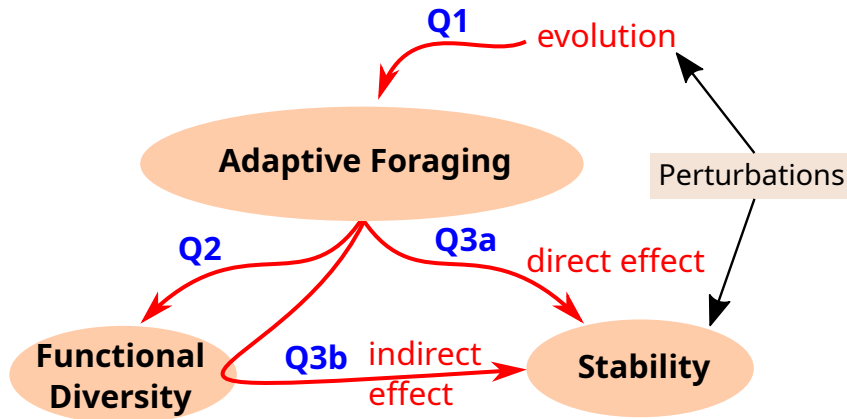 Q1
evolution
Adaptive Foraging
Perturbations
Q2
Q3a
direct effect
Functional
Diversity
Q3b
indirect
effect
Stability